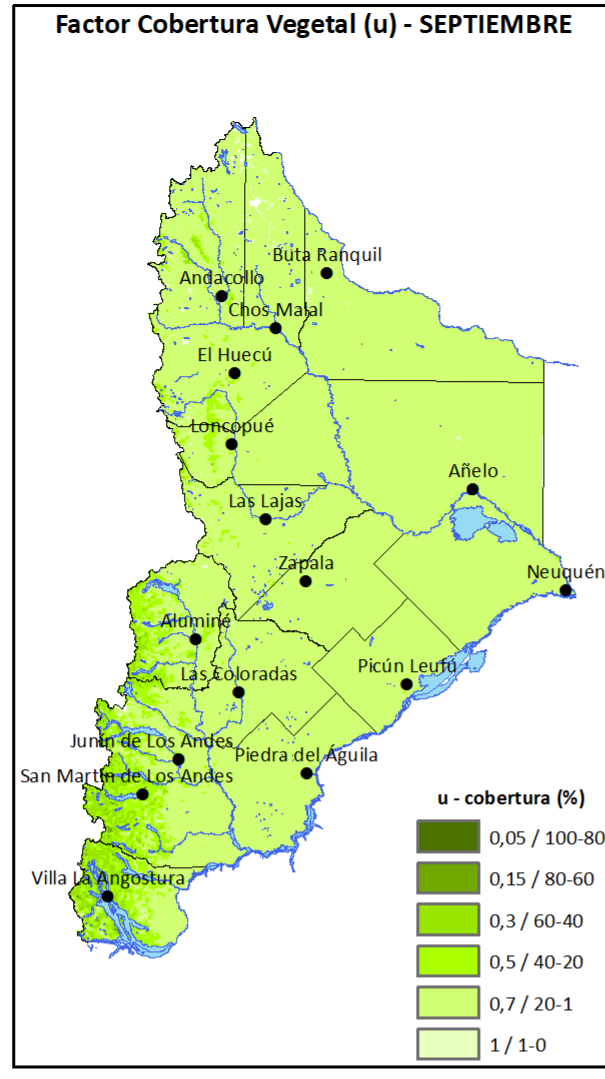 Factor Cobertura Vegetal (u) - SEPTIEMBRE
Buta Ranquil
Andacollo
Chos Malal
El Huecú
Loncopué
Añelo
Las Lajas
Zapala
Neuquén
Aluminé
Las Coloradas
Picún Leufú
Junín de Los Andes
Piedra del Águila
San Martín de Los Andes
Villa La Angostura
u - cobertura (%)
0,05 / 100-80
0,15 / 80-60
0,3 / 60-40
0,5 / 40-20
0,7 / 20-1
1 / 1-0